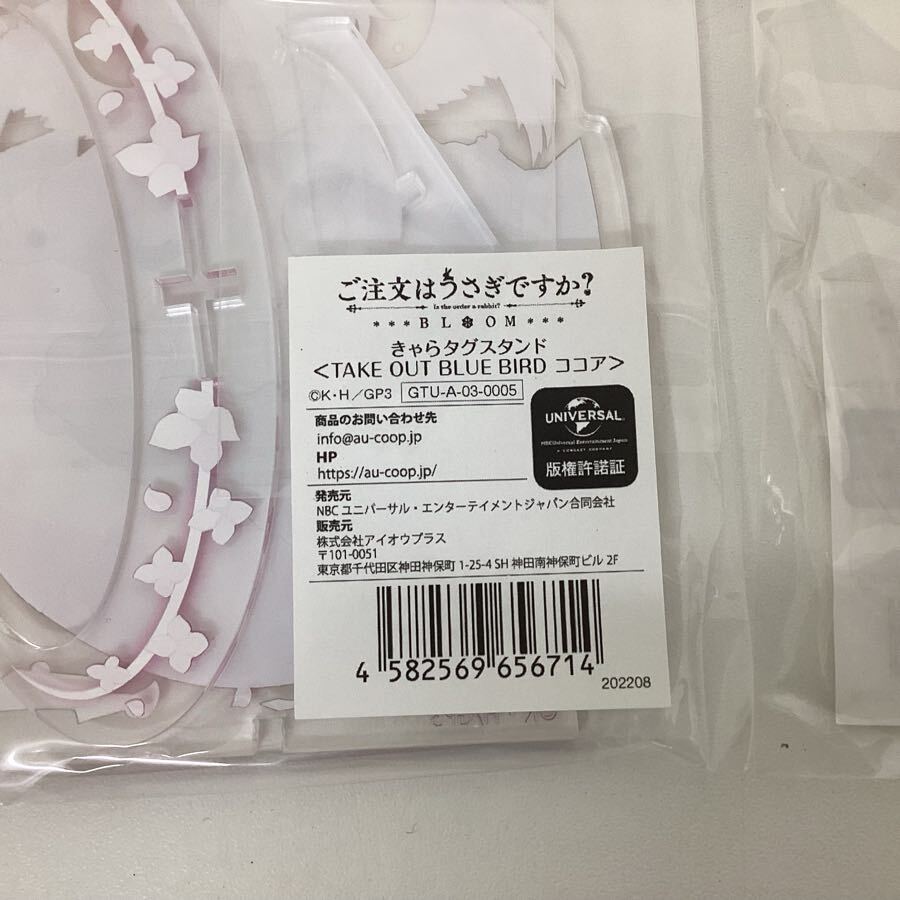 ご注文はうさぎですか?
Is the order a rabbit?
***BLOOM***
きゃらタグスタンド
<TAKE OUT BLUE BIRD ココア>
©K・H/GP3 GTU-A-03-0005
商品のお問い合わせ先
info@au-coop.jp
HP
https://au-coop.jp/
UNIVERSAL
NBCUniversal Entertainment Japan
A COMCAST COMPANY
版権許諾証
発売元
NBC ユニバーサル・エンターテイメントジャパン合同会社
販売元
株式会社アイオウプラス
〒101-0051
東京都千代田区神田神保町 1-25-4 SH 神田南神保町ビル 2F
4 582569 656714
202208